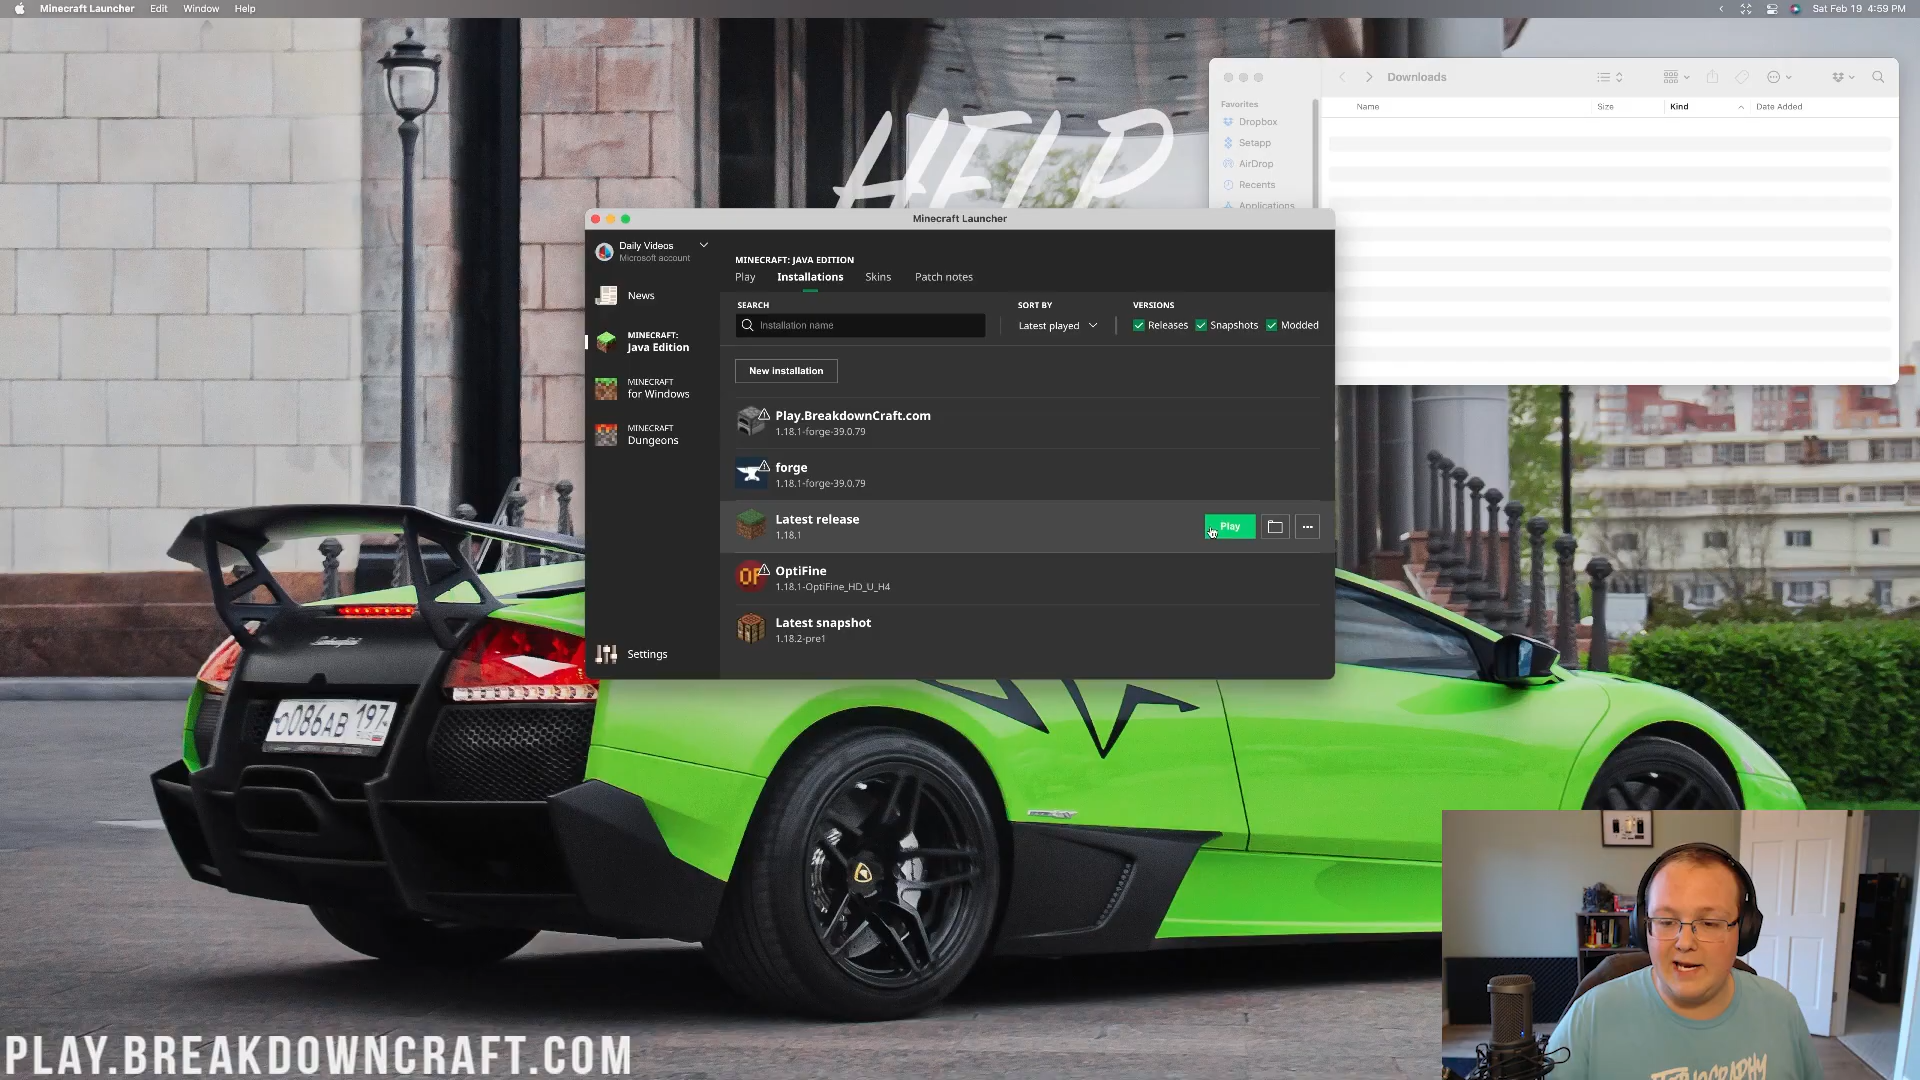 Minecraft Launcher Edit Window Help
Sat Feb 19 4:59 PM
HELP
Downloads
Favorites
Name Size Kind Date Added
Dropbox
Setapp
AirDrop
Recents
Applications
Minecraft Launcher
Daily Videos
Microsoft account
News
MINECRAFT:
Java Edition
MINECRAFT
for Windows
MINECRAFT
Dungeons
Settings
MINECRAFT: JAVA EDITION
Play Installations Skins Patch notes
SEARCH SORT BY VERSIONS
Installation name Latest played Releases Snapshots Modded
New installation
Play.BreakdownCraft.com
1.18.1-forge-39.0.79
forge
1.18.1-forge-39.0.79
Latest release
1.18.1
Play
OptiFine
1.18.1-OptiFine_HD_U_H4
Latest snapshot
1.18.2-pre1
OF
Lamborghini
O086AB 197
PLAY.BREAKDOWNCRAFT.COM